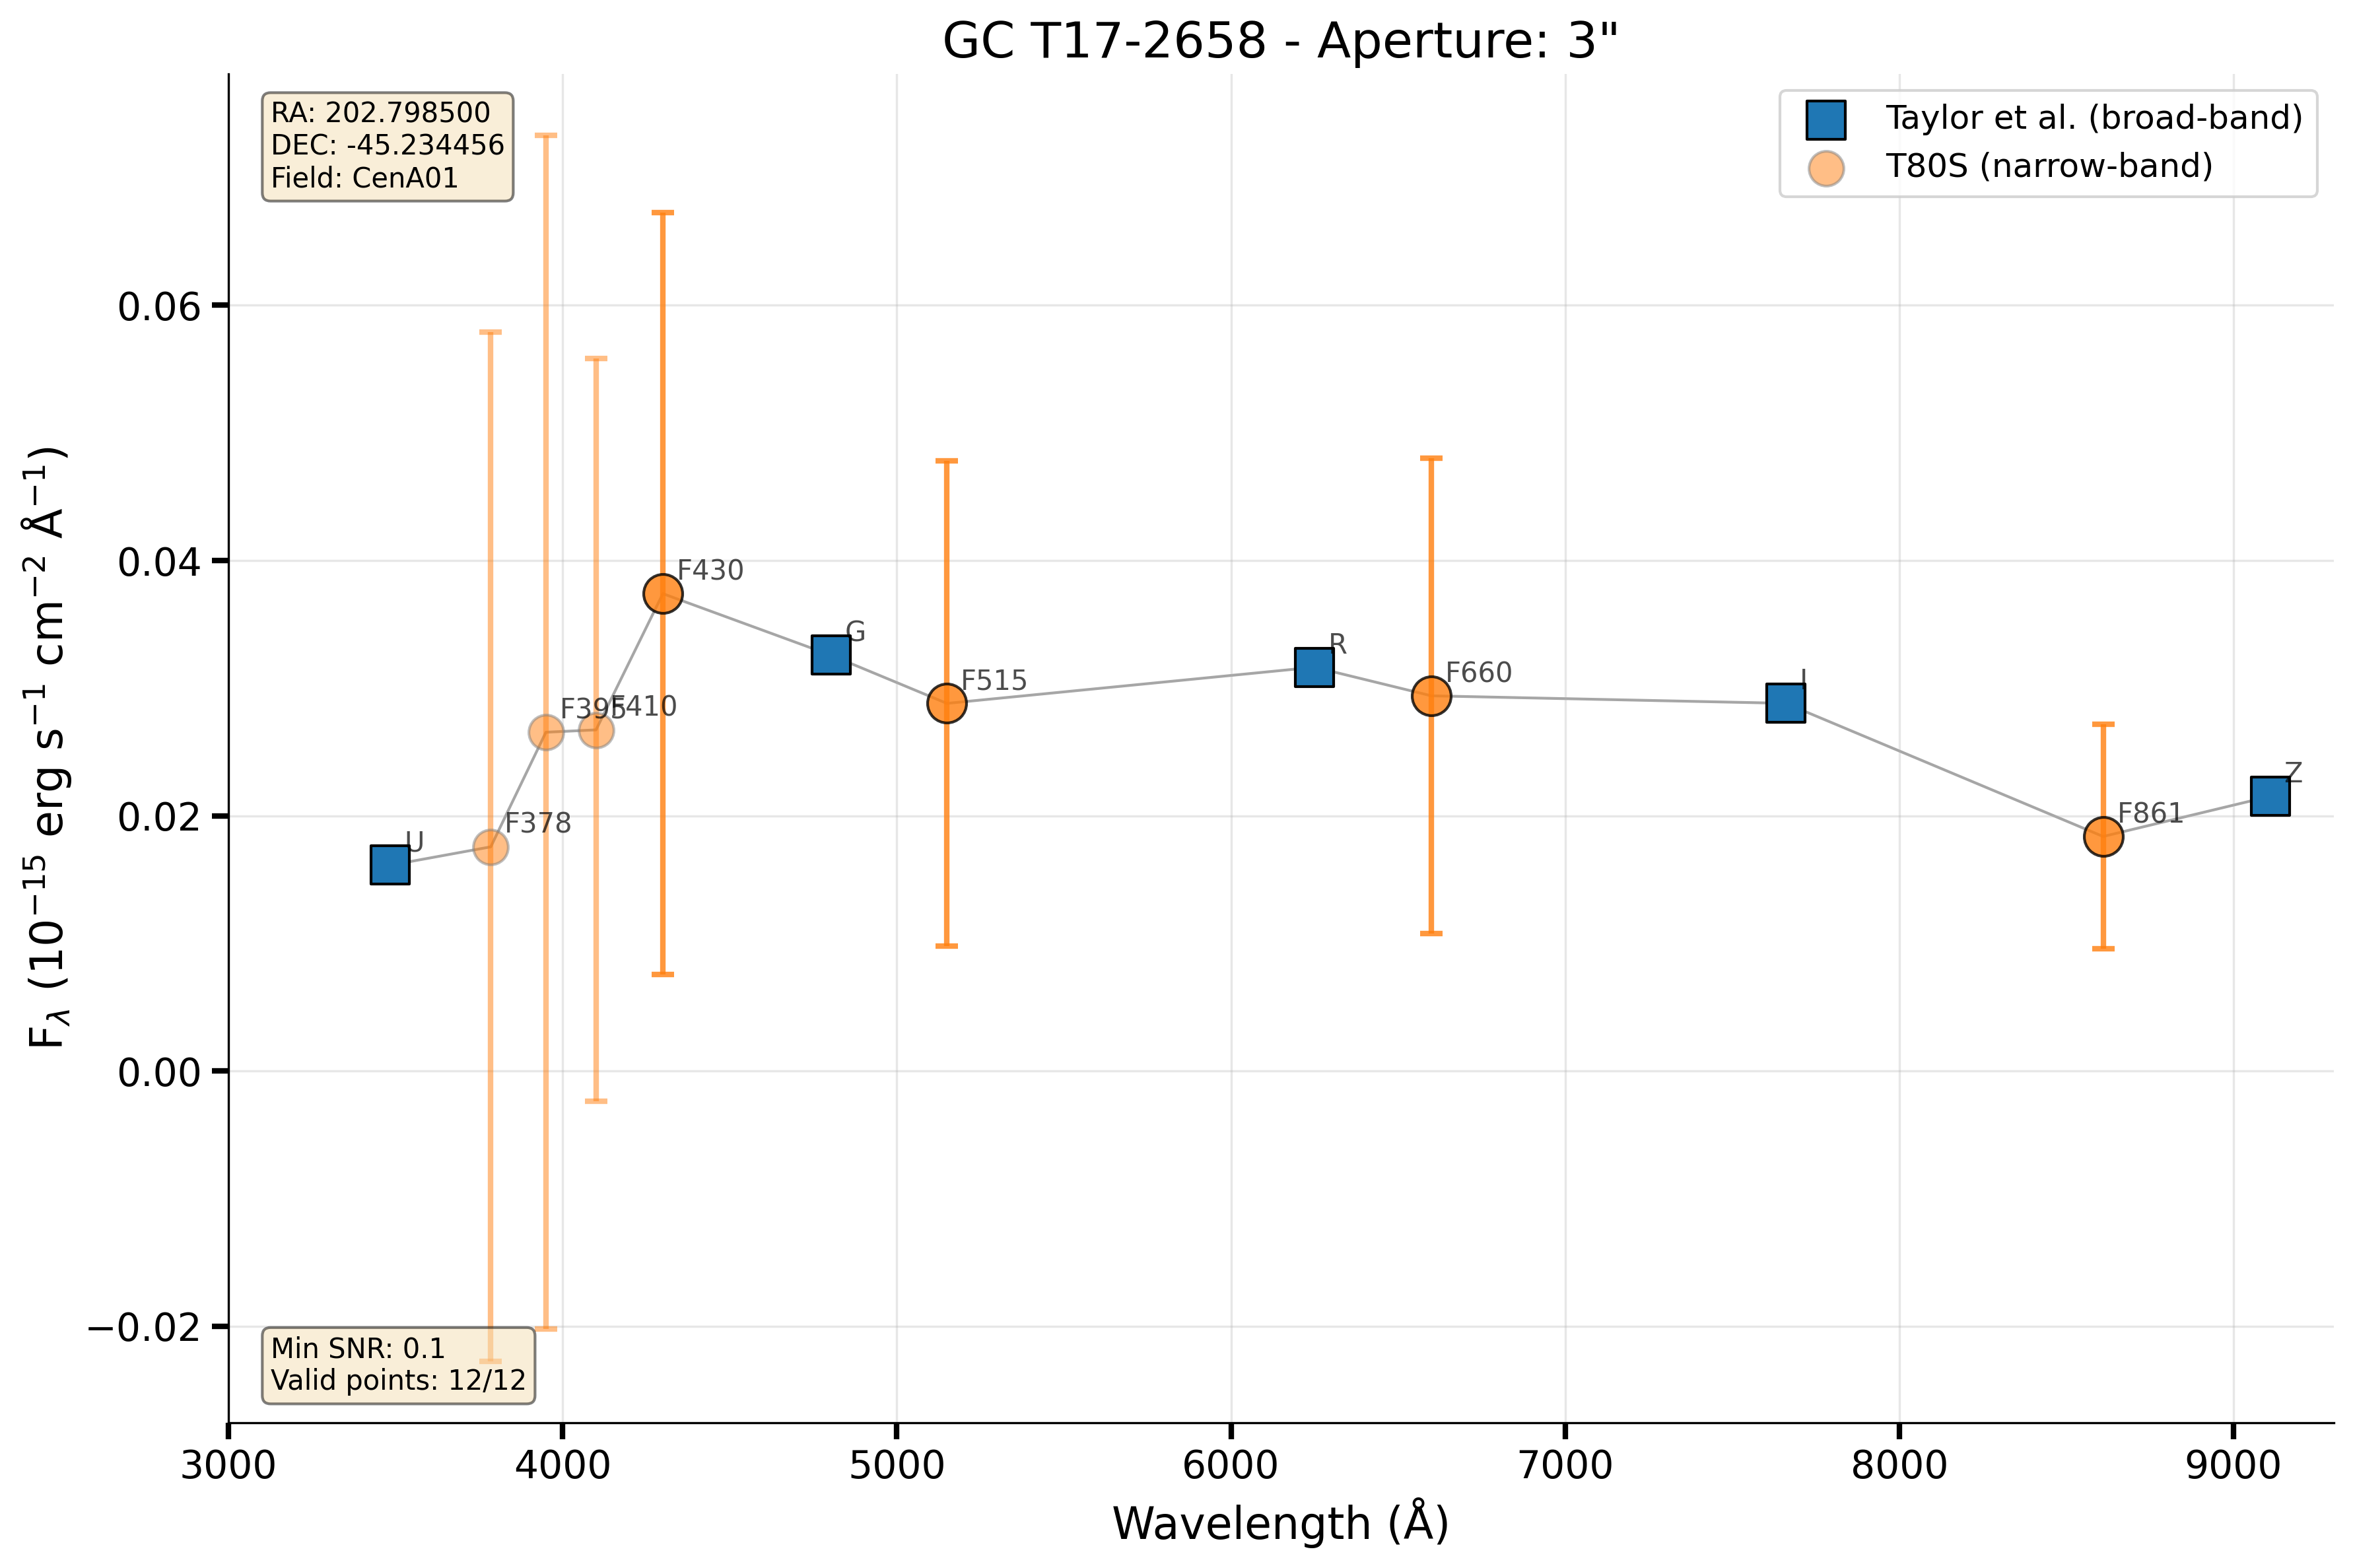 GC T17-2658 - Aperture: 3"
RA: 202.798500
DEC: -45.234456
Field: CenA01
Taylor et al. (broad-band)
T80S (narrow-band)
F_λ (10⁻¹⁵ erg s⁻¹ cm⁻² Å⁻¹)
0.06
0.04
0.02
0.00
−0.02
U
F378
F395
F410
F430
G
F515
R
F660
I
F861
Z
Min SNR: 0.1
Valid points: 12/12
3000 4000 5000 6000 7000 8000 9000
Wavelength (Å)